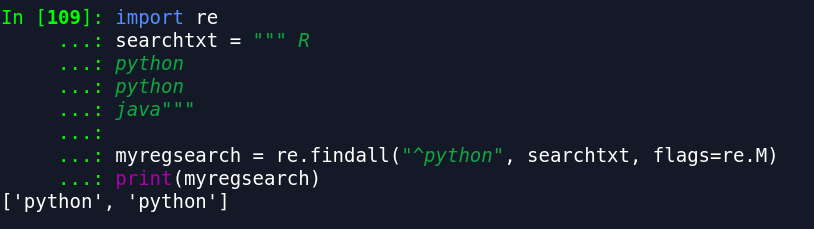 In [109]: import re
     ...: searchtxt = """ R
     ...: python
     ...: python
     ...: java"""
     ...:
     ...: myregsearch = re.findall("^python", searchtxt, flags=re.M)
     ...: print(myregsearch)
['python', 'python']